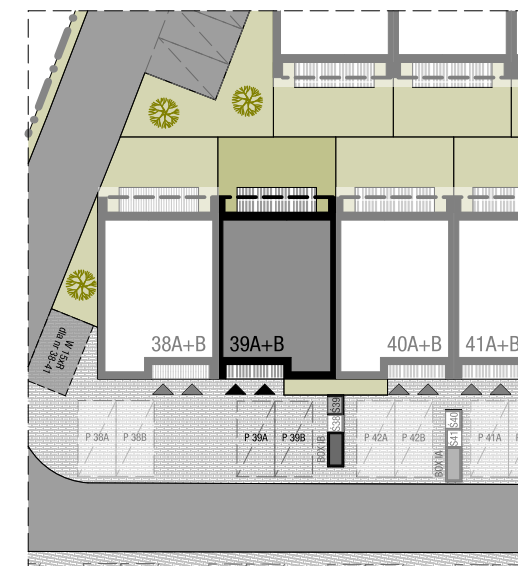 38A+B
39A+B
40A+B
41A+B
W 15xR
dla nr 38-41
P 38A
P 38B
P 39A
P 39B
BOX IB
S38
S39
P 42A
P 42B
BOX IA
S41
S40
P 41A